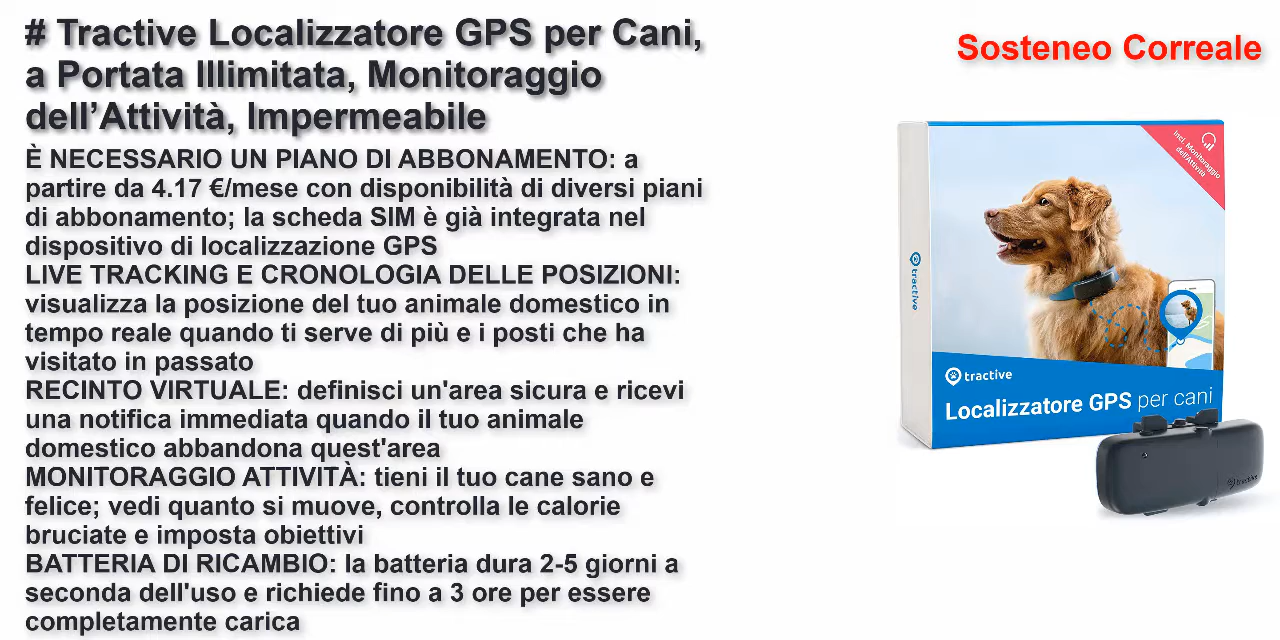 # Tractive Localizzatore GPS per Cani,
a Portata Illimitata, Monitoraggio
dell’Attività, Impermeabile
È NECESSARIO UN PIANO DI ABBONAMENTO: a
partire da 4.17 €/mese con disponibilità di diversi piani
di abbonamento; la scheda SIM è già integrata nel
dispositivo di localizzazione GPS
LIVE TRACKING E CRONOLOGIA DELLE POSIZIONI:
visualizza la posizione del tuo animale domestico in
tempo reale quando ti serve di più e i posti che ha
visitato in passato
RECINTO VIRTUALE: definisci un'area sicura e ricevi
una notifica immediata quando il tuo animale
domestico abbandona quest'area
MONITORAGGIO ATTIVITÀ: tieni il tuo cane sano e
felice; vedi quanto si muove, controlla le calorie
bruciate e imposta obiettivi
BATTERIA DI RICAMBIO: la batteria dura 2-5 giorni a
seconda dell'uso e richiede fino a 3 ore per essere
completamente carica
Sosteneo Correale
Incl. Monitoraggio
dell'Attività
tractive
tractive
Localizzatore GPS per cani
tractive